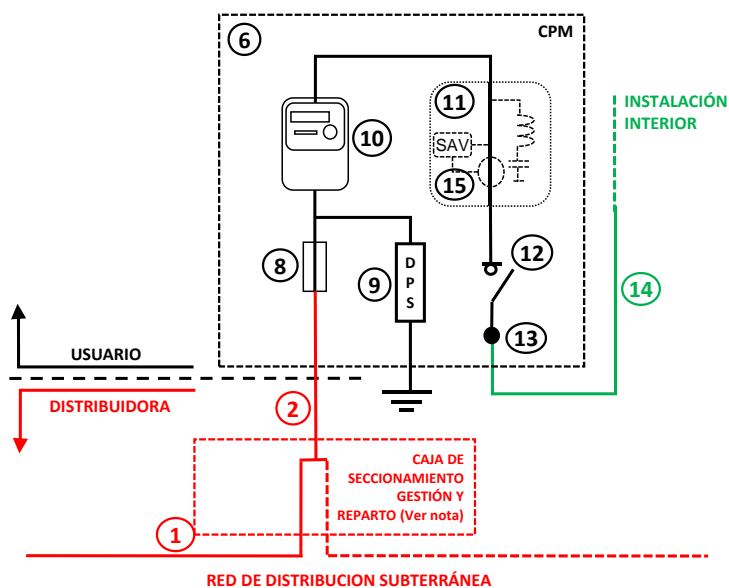 6
CPM
11
INSTALACIÓN
INTERIOR
10
SAV
15
8
9
D
P
S
12
14
13
USUARIO
DISTRIBUIDORA
2
CAJA DE
SECCIONAMIENTO
GESTIÓN Y
REPARTO (Ver nota)
1
RED DE DISTRIBUCION SUBTERRÁNEA